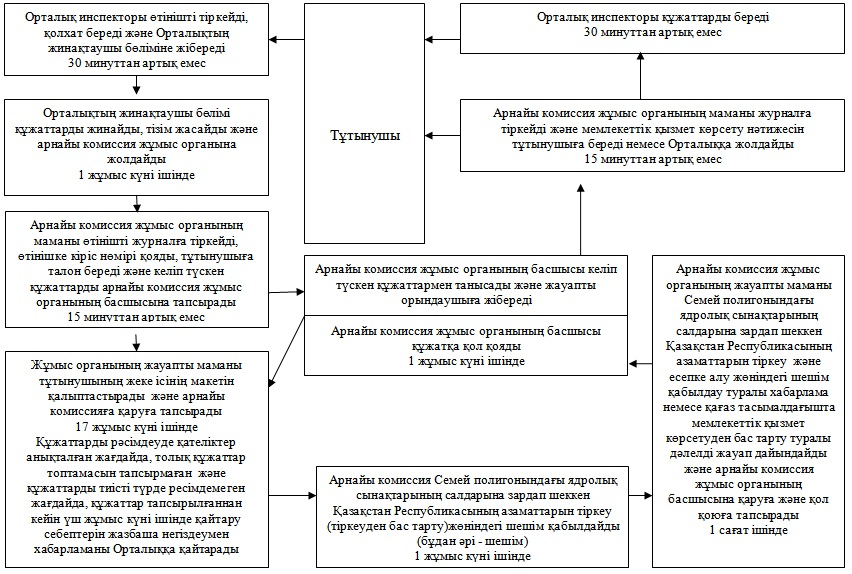 Орталық инспекторы өтінішті тіркейді,
қолхат береді және Орталықтың
жинақтаушы бөліміне жібереді
30 минуттан артық емес
Орталықтың жинақтаушы бөлімі
құжаттарды жинайды, тізім жасайды және
арнайы комиссия жұмыс органына
жолдайды
1 жұмыс күні ішінде
Арнайы комиссия жұмыс органының
маманы өтінішті журналға тіркейді,
өтінішке кіріс нөмірі қояды, тұтынушыға
талон береді және келіп түскен
құжаттарды арнайы комиссия жұмыс
органының басшысына тапсырады
15 минуттан артық емес
Жұмыс органының жауапты маманы
тұтынушының жеке ісінің макетін
қалыптастырады және арнайы
комиссияға қаруға тапсырады
17 жұмыс күні ішінде
Құжаттарды рәсімдеуде қателіктер
анықталған жағдайда, толық құжаттар
топтамасын тапсырмаған және
құжаттарды тиісті түрде ресімдемеген
жағдайда, құжаттар тапсырылғаннан
кейін үш жұмыс күні ішінде қайтару
себептерін жазбаша негіздеумен
хабарламаны Орталыққа қайтарады
Тұтынушы
Орталық инспекторы құжаттарды береді
30 минуттан артық емес
Арнайы комиссия жұмыс органының маманы журналға
тіркейді және мемлекеттік қызмет көрсету нәтижесін
тұтынушыға береді немесе Орталыққа жолдайды
15 минуттан артық емес
Арнайы комиссия жұмыс органының басшысы келіп
түскен құжаттармен танысады және жауапты
орындаушыға жібереді
Арнайы комиссия жұмыс органының басшысы
құжатқа қол қояды
1 жұмыс күні ішінде
Арнайы комиссия Семей полигонындағы ядролық
сынақтарының салдарына зардап шеккен
Қазақстан Республикасының азаматтарын тіркеу
(тіркеуден бас тарту)жөніндегі шешім қабылдайды
(бұдан әрі - шешім)
1 жұмыс күні ішінде
Арнайы комиссия жұмыс
органының жауапты маманы
Семей полигонындағы
ядролық сынақтарының
салдарына зардап шеккен
Қазақстан Республикасының
азаматтарын тіркеу және
есепке алу жөніндегі шешім
қабылдау туралы хабарлама
немесе қағаз тасымалдағышта
мемлекеттік қызмет
көрсетуден бас тарту туралы
дәлелді жауап дайындайды
және арнайы комиссия
жұмыс органының
басшысына қаруға және қол
қоюға тапсырады
1 сағат ішінде